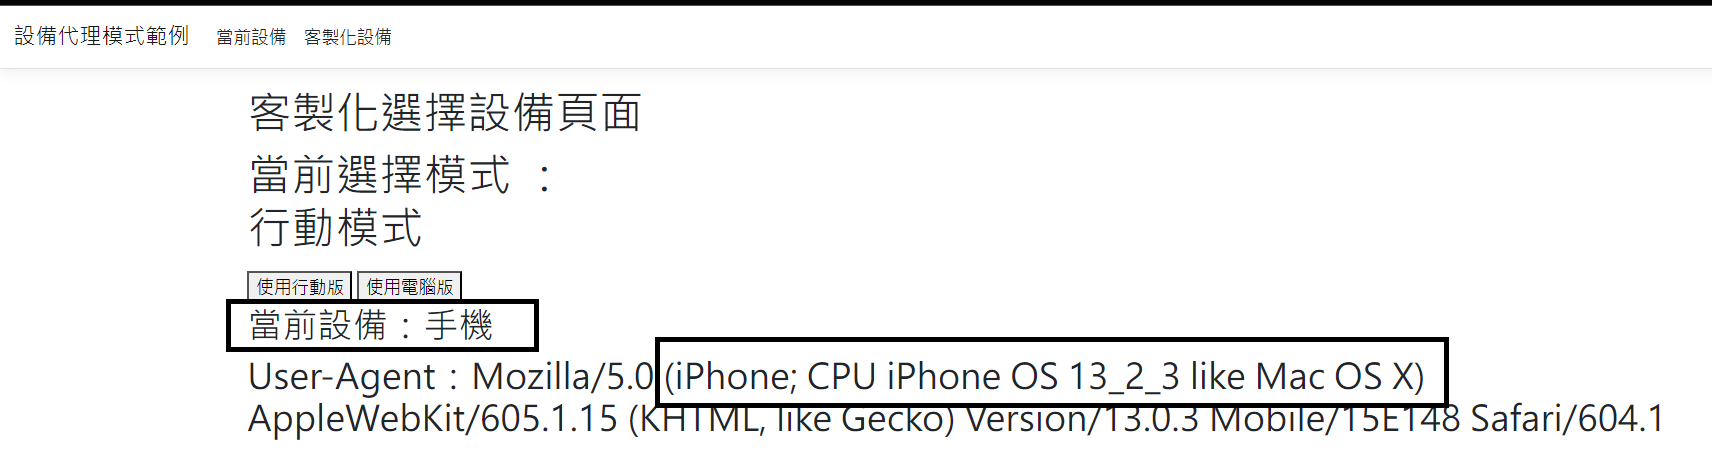 設備代理模式範例 當前設備 客製化設備
客製化選擇設備頁面
當前選擇模式 ：
行動模式
使用行動版 使用電腦版
當前設備：手機
User-Agent：Mozilla/5.0 (iPhone; CPU iPhone OS 13_2_3 like Mac OS X)
AppleWebKit/605.1.15 (KHTML, like Gecko) Version/13.0.3 Mobile/15E148 Safari/604.1